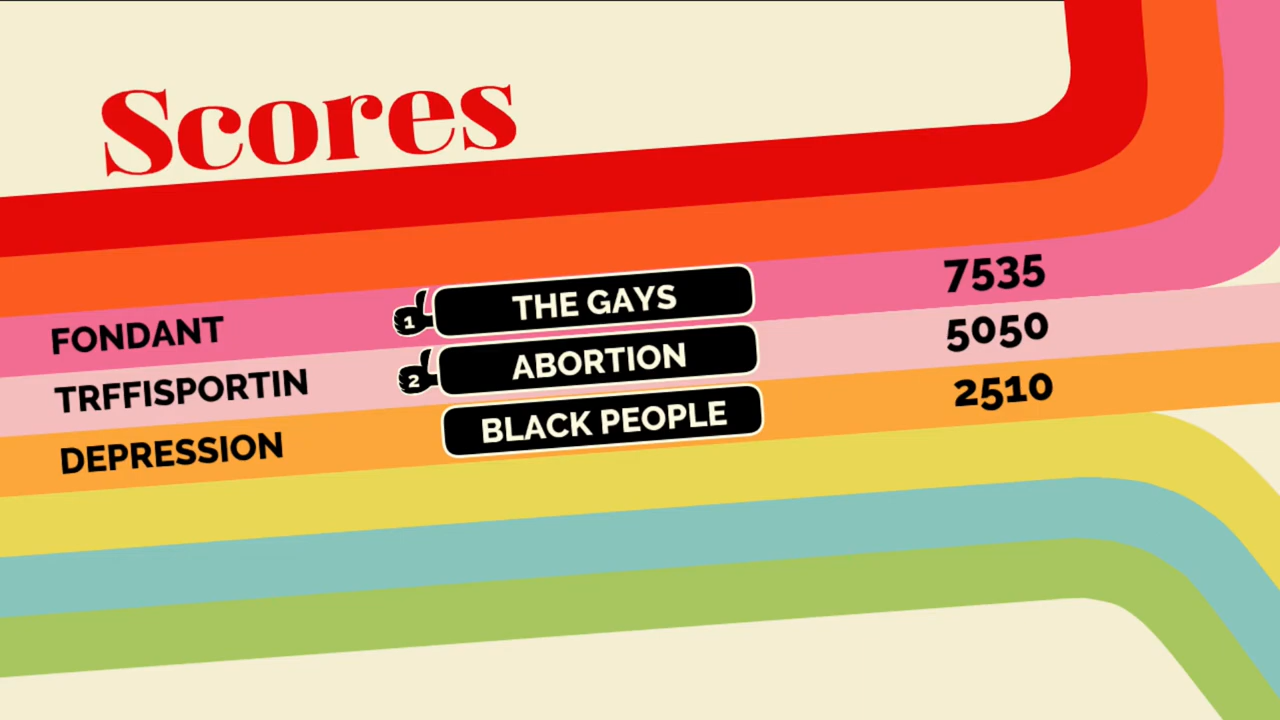 Scores
FONDANT 1 THE GAYS 7535
TRFFISPORTIN 2 ABORTION 5050
DEPRESSION BLACK PEOPLE 2510